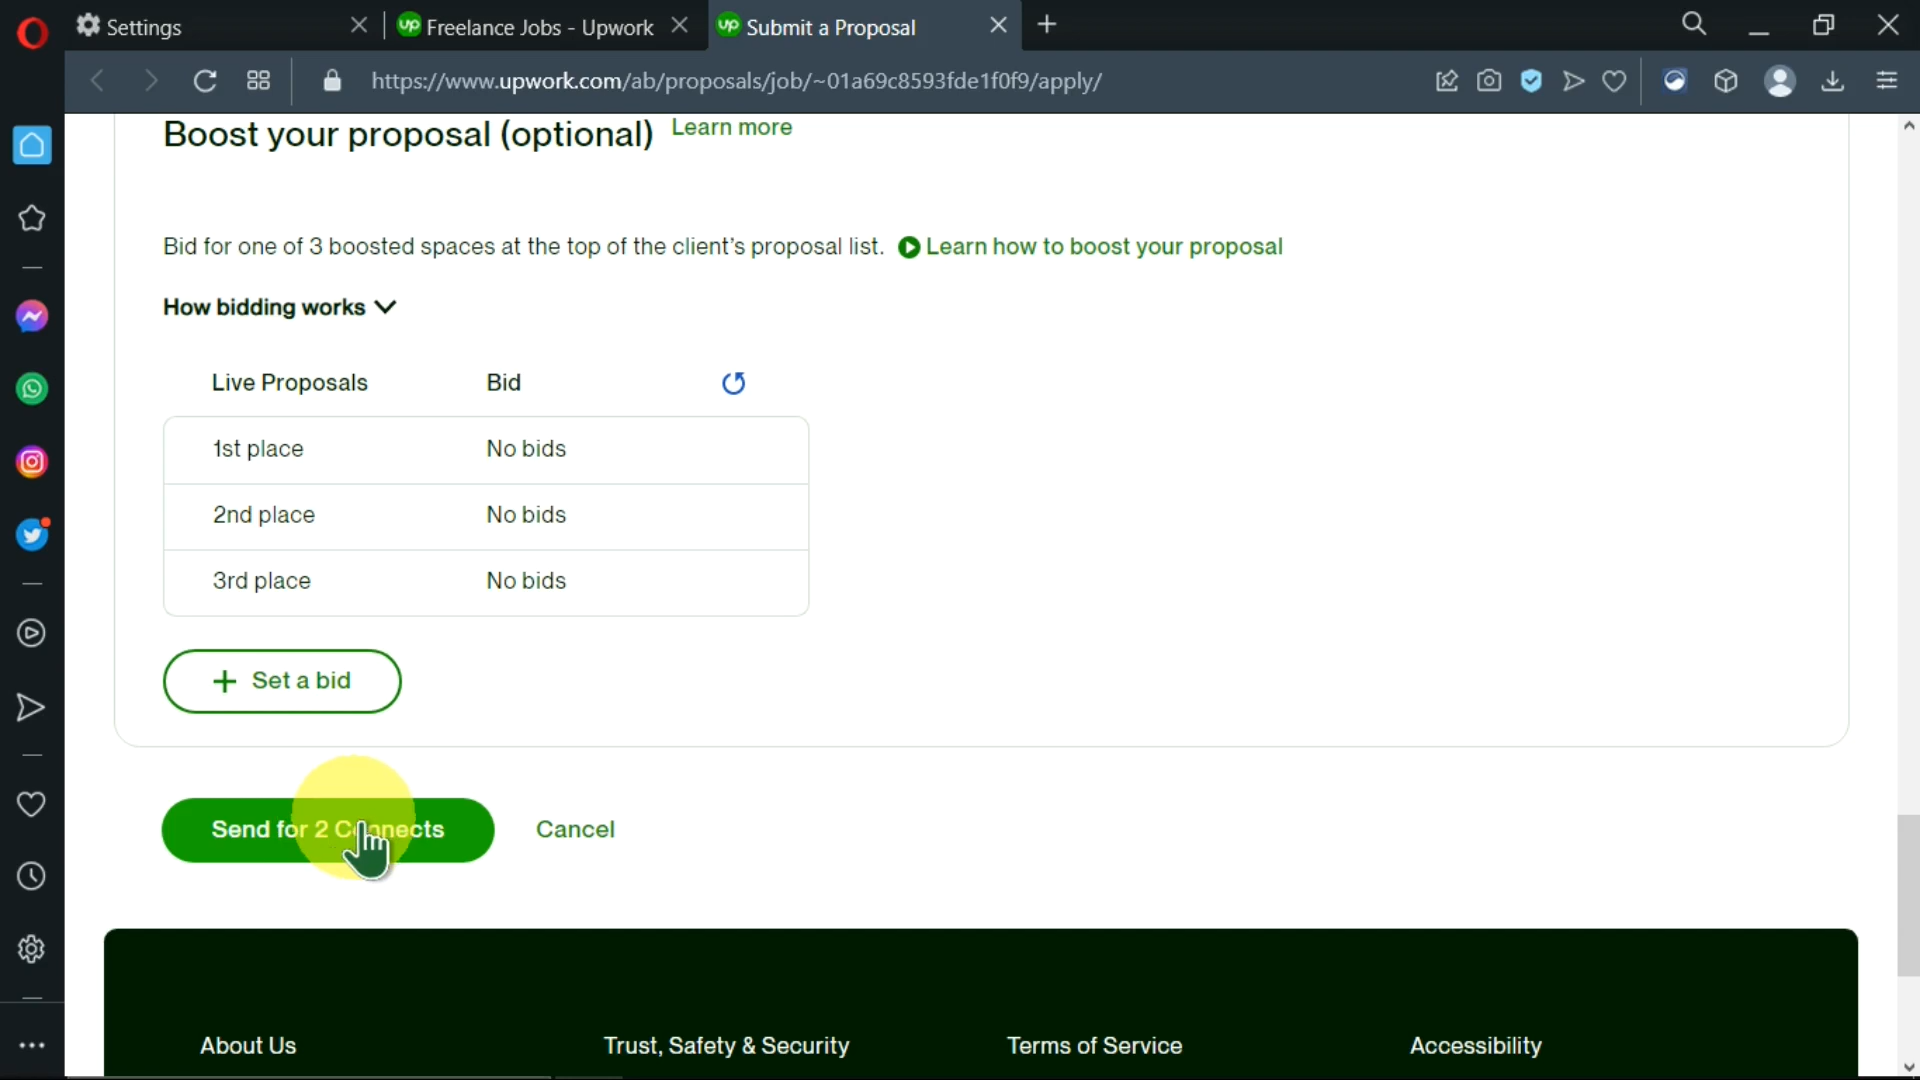 Settings
Freelance Jobs - Upwork
Submit a Proposal
https://www.upwork.com/ab/proposals/job/~01a69c8593fde1f0f9/apply/
Boost your proposal (optional) Learn more
Bid for one of 3 boosted spaces at the top of the client's proposal list. Learn how to boost your proposal
How bidding works
Live Proposals Bid
1st place No bids
2nd place No bids
3rd place No bids
+ Set a bid
Send for 2 Connects Cancel
About Us Trust, Safety & Security Terms of Service Accessibility